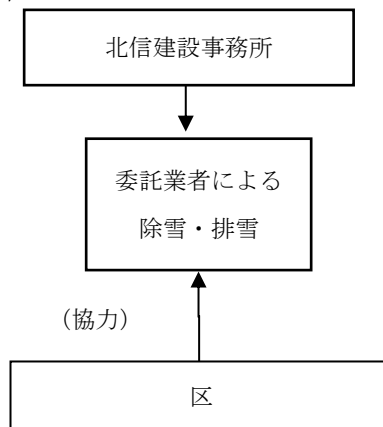 北信建設事務所
委託業者による
除雪・排雪
（協力）
区